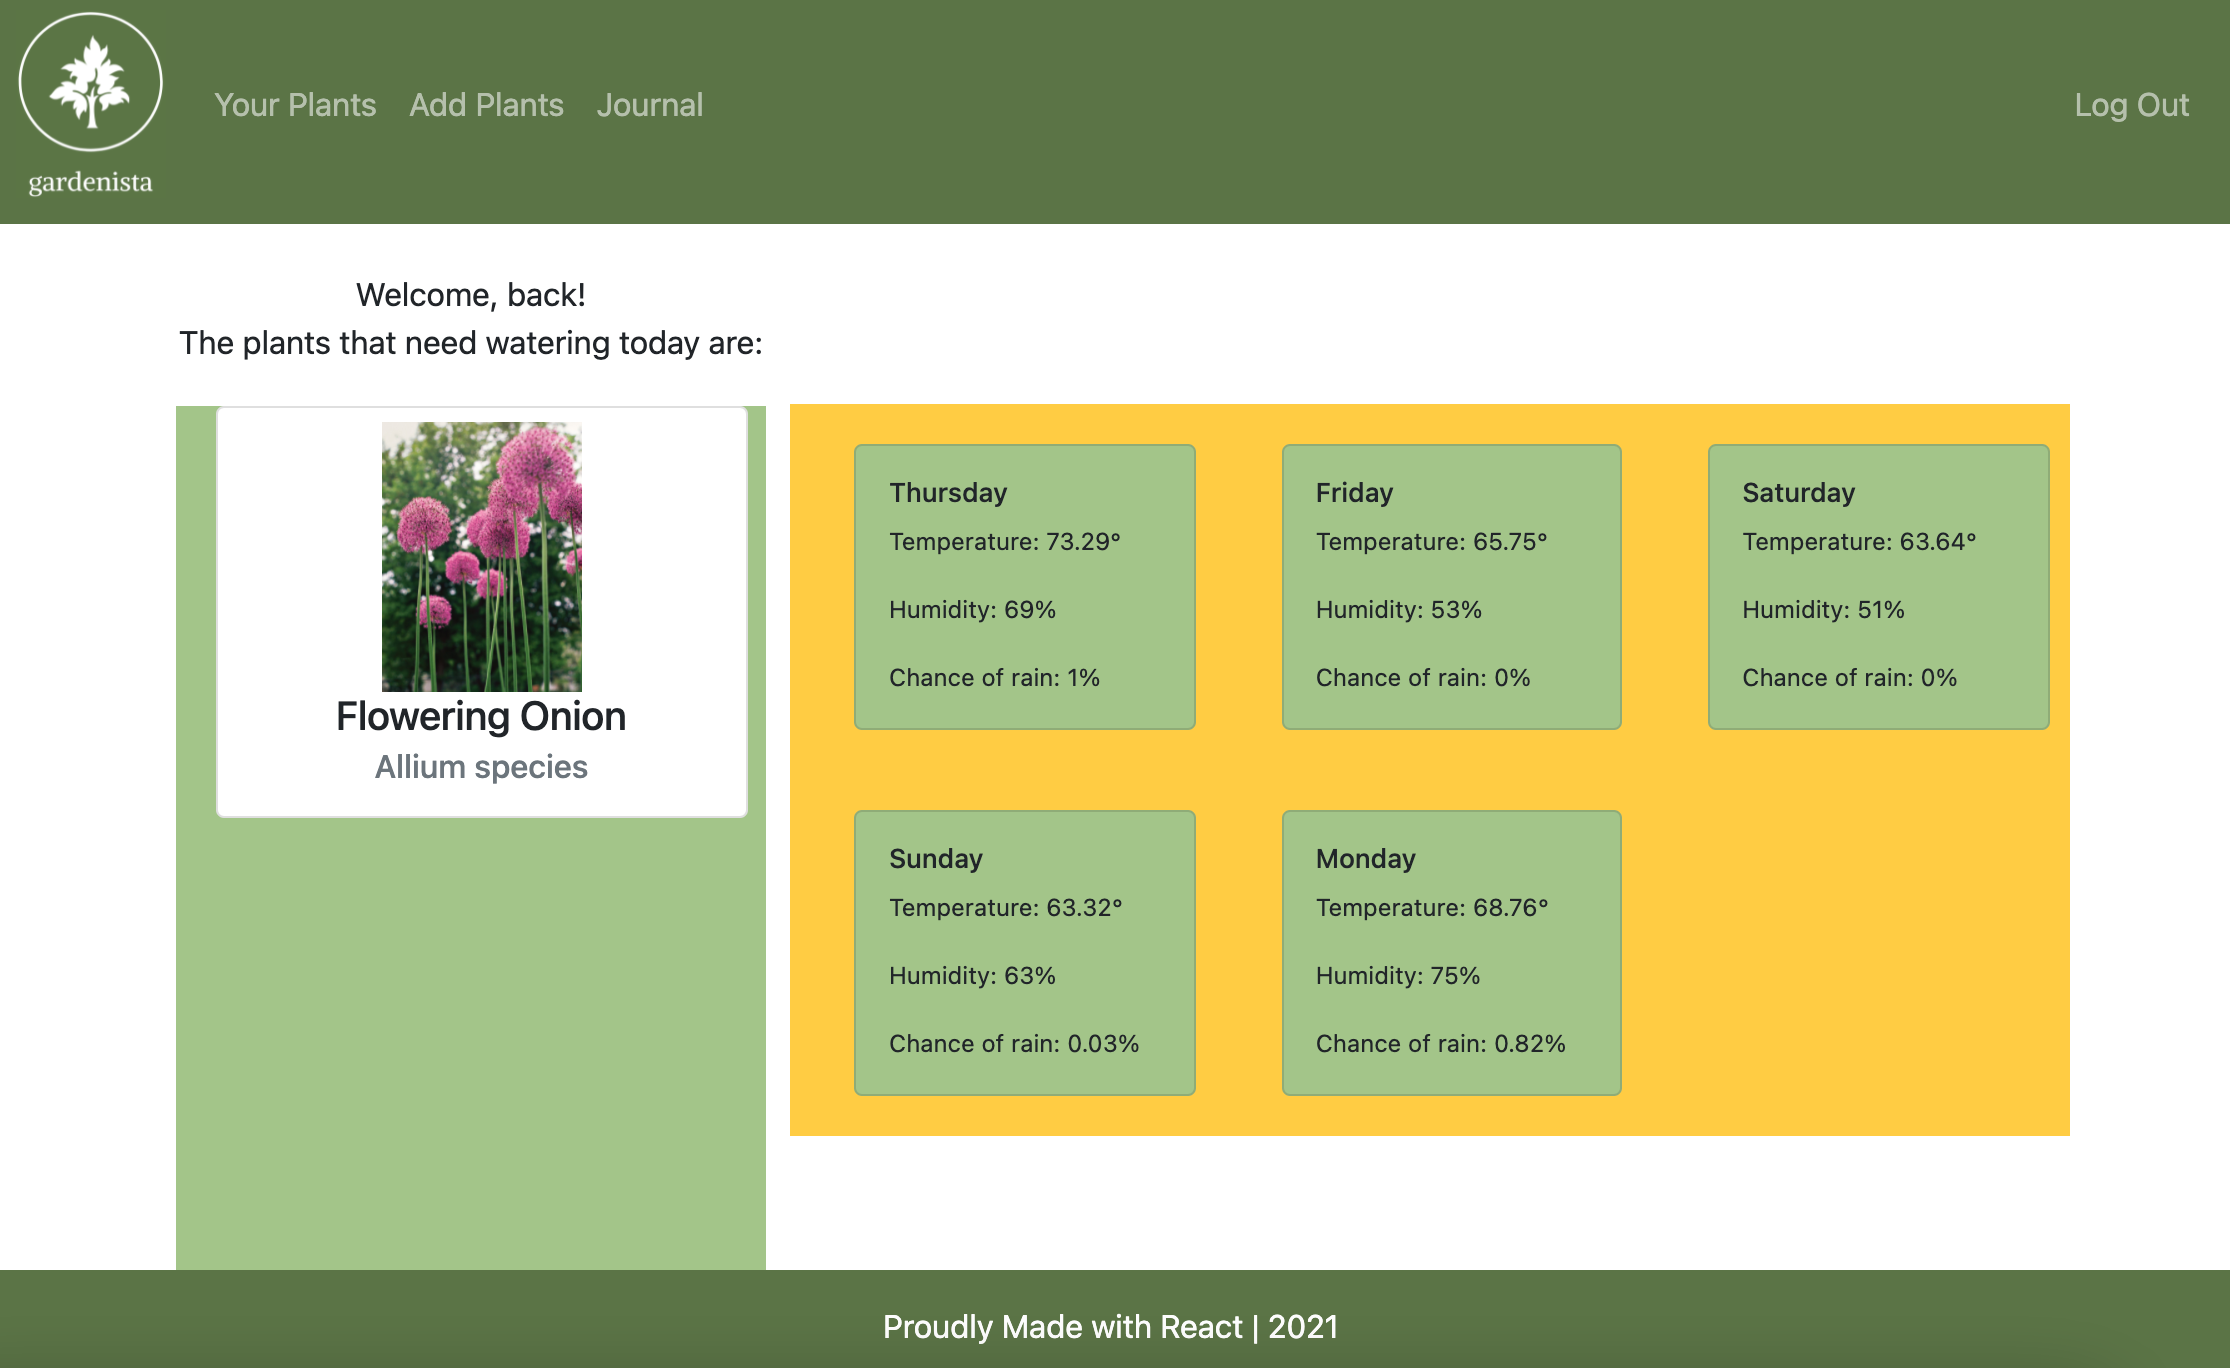 gardenista
Your Plants
Add Plants
Journal
Log Out
Welcome, back!
The plants that need watering today are:
Flowering Onion
Allium species
Thursday
Temperature: 73.29°
Humidity: 69%
Chance of rain: 1%
Friday
Temperature: 65.75°
Humidity: 53%
Chance of rain: 0%
Saturday
Temperature: 63.64°
Humidity: 51%
Chance of rain: 0%
Sunday
Temperature: 63.32°
Humidity: 63%
Chance of rain: 0.03%
Monday
Temperature: 68.76°
Humidity: 75%
Chance of rain: 0.82%
Proudly Made with React | 2021